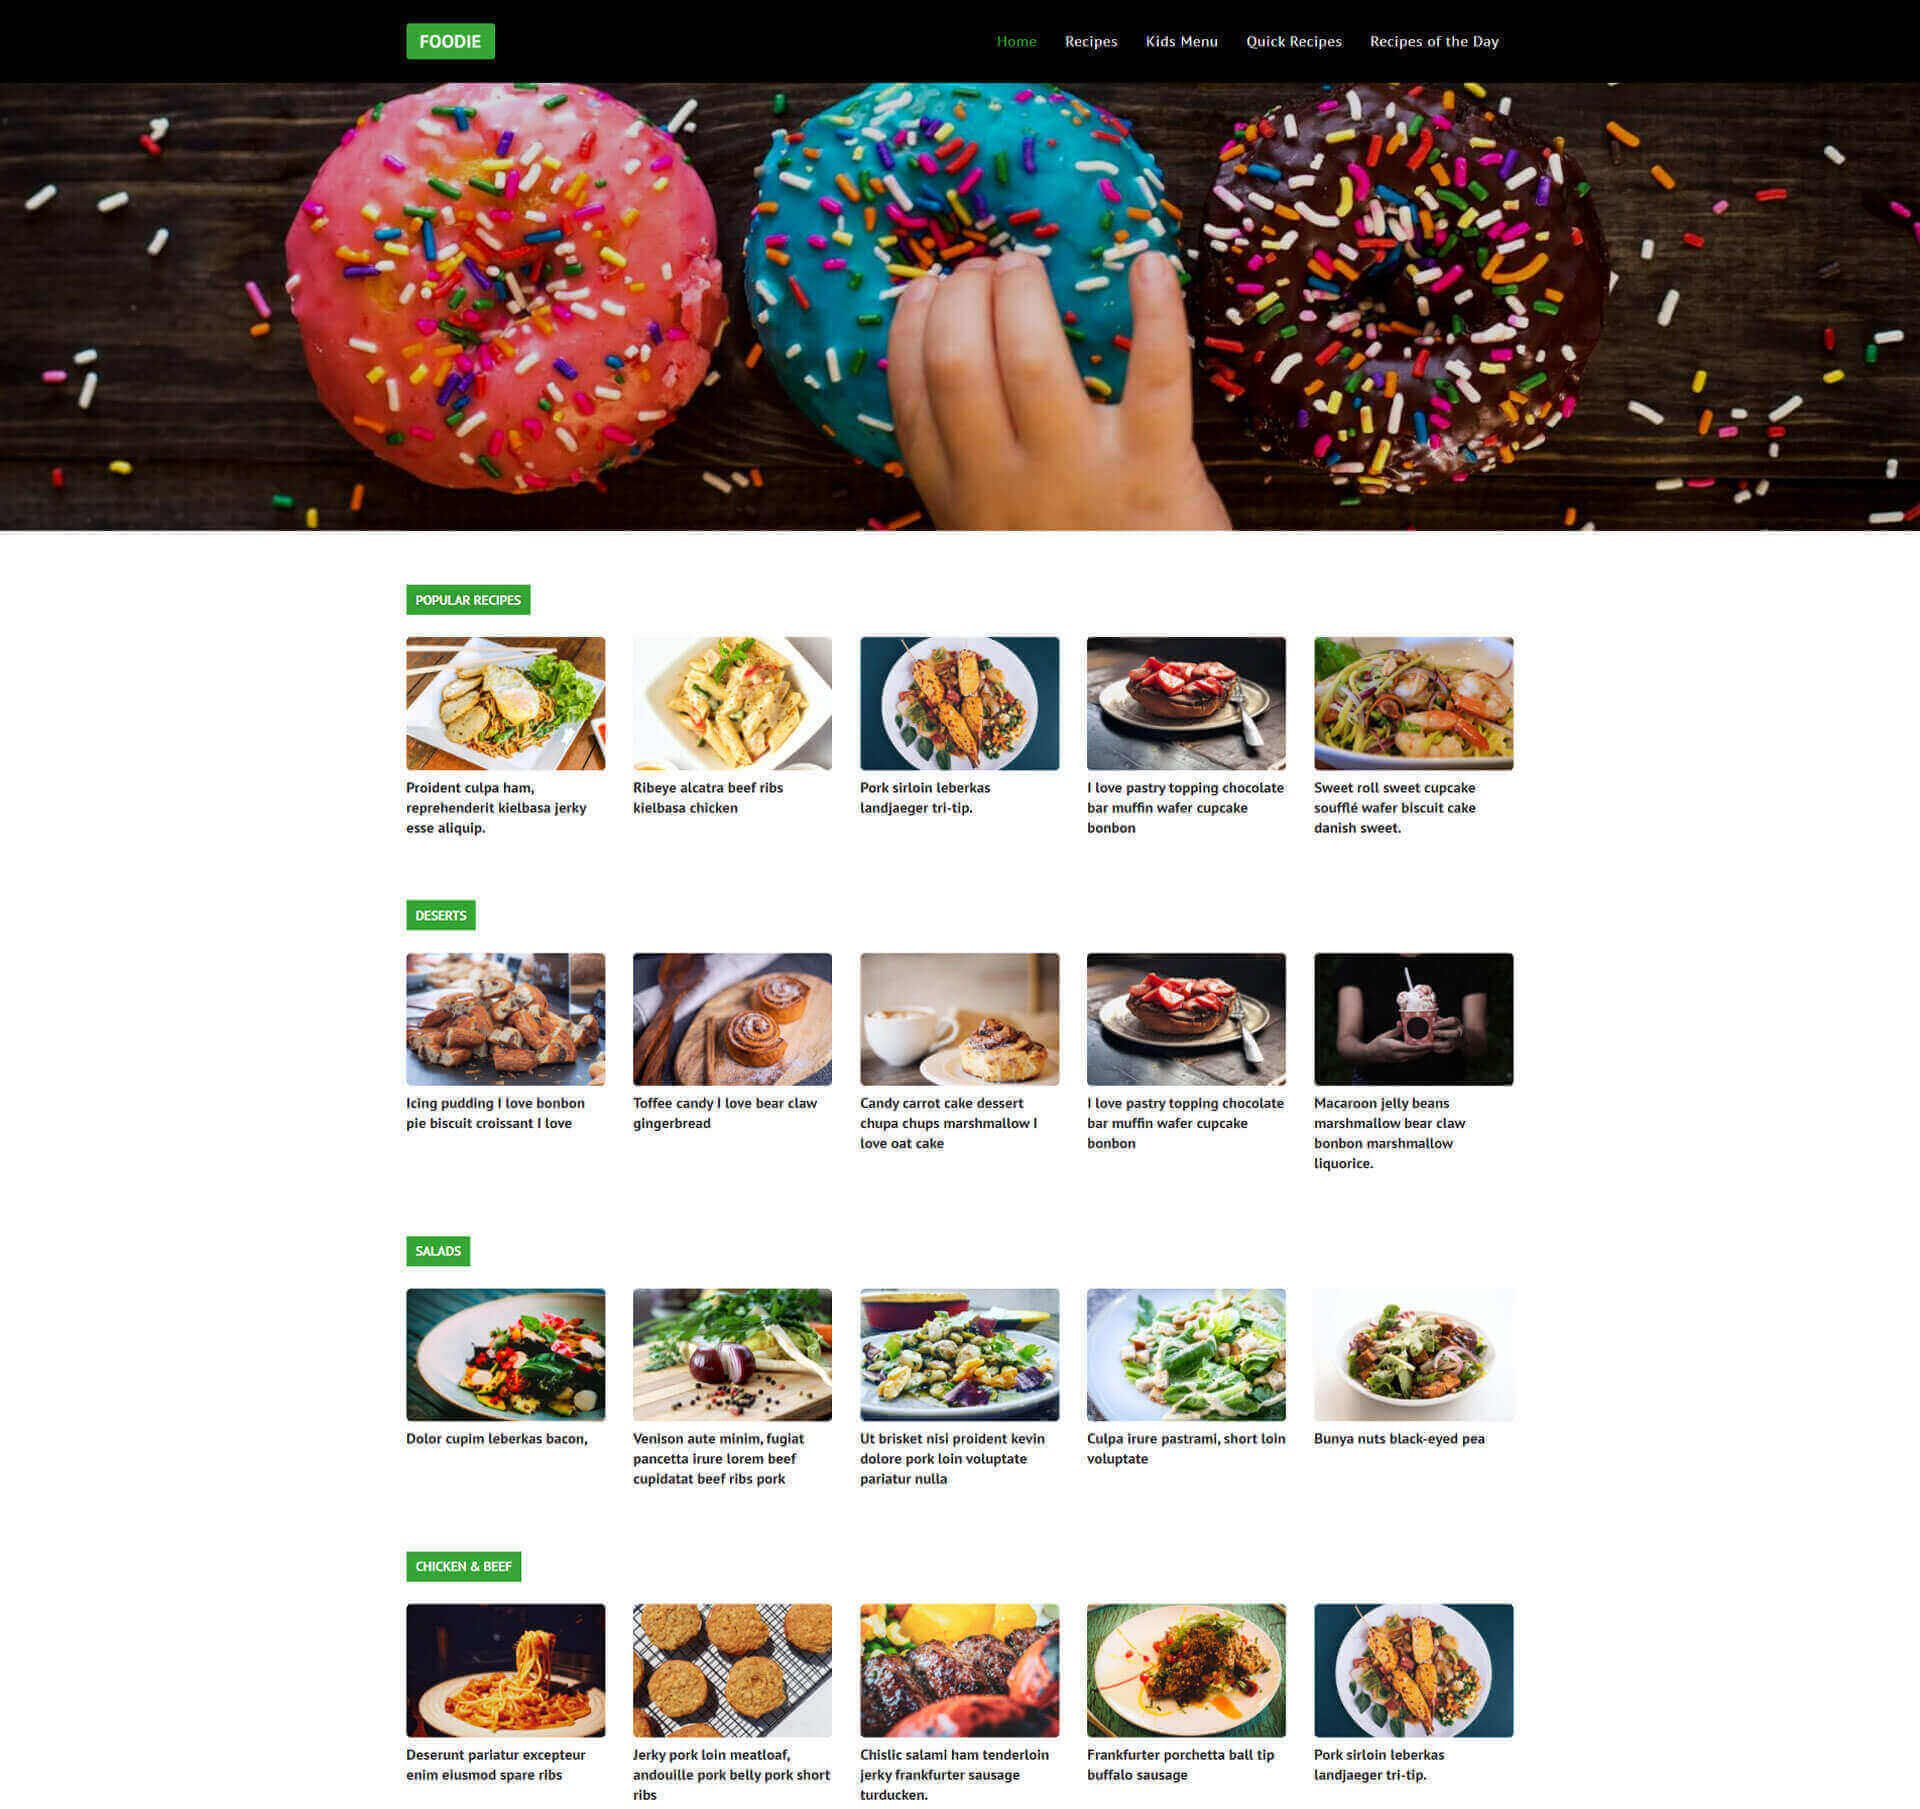 FOODIE
Home Recipes Kids Menu Quick Recipes Recipes of the Day
POPULAR RECIPES
Proident culpa ham,
reprehenderit kielbasa jerky
esse aliquip.
Ribeye alcatra beef ribs
kielbasa chicken
Pork sirloin leberkas
landjaeger tri-tip.
I love pastry topping chocolate
bar muffin wafer cupcake
bonbon
Sweet roll sweet cupcake
soufflé wafer biscuit cake
danish sweet.
DESERTS
Icing pudding I love bonbon
pie biscuit croissant I love
Toffee candy I love bear claw
gingerbread
Candy carrot cake dessert
chupa chups marshmallow I
love oat cake
I love pastry topping chocolate
bar muffin wafer cupcake
bonbon
Macaroon jelly beans
marshmallow bear claw
bonbon marshmallow
liquorice.
SALADS
Dolor cupim leberkas bacon,
Venison aute minim, fugiat
pancetta irure lorem beef
cupidatat beef ribs pork
Ut brisket nisi proident kevin
dolore pork loin voluptate
pariatur nulla
Culpa irure pastrami, short loin
voluptate
Bunya nuts black-eyed pea
CHICKEN & BEEF
Deserunt pariatur excepteur
enim eiusmod spare ribs
Jerky pork loin meatloaf,
andouille pork belly pork short
ribs
Chislic salami ham tenderloin
jerky frankfurter sausage
turducken.
Frankfurter porchetta ball tip
buffalo sausage
Pork sirloin leberkas
landjaeger tri-tip.